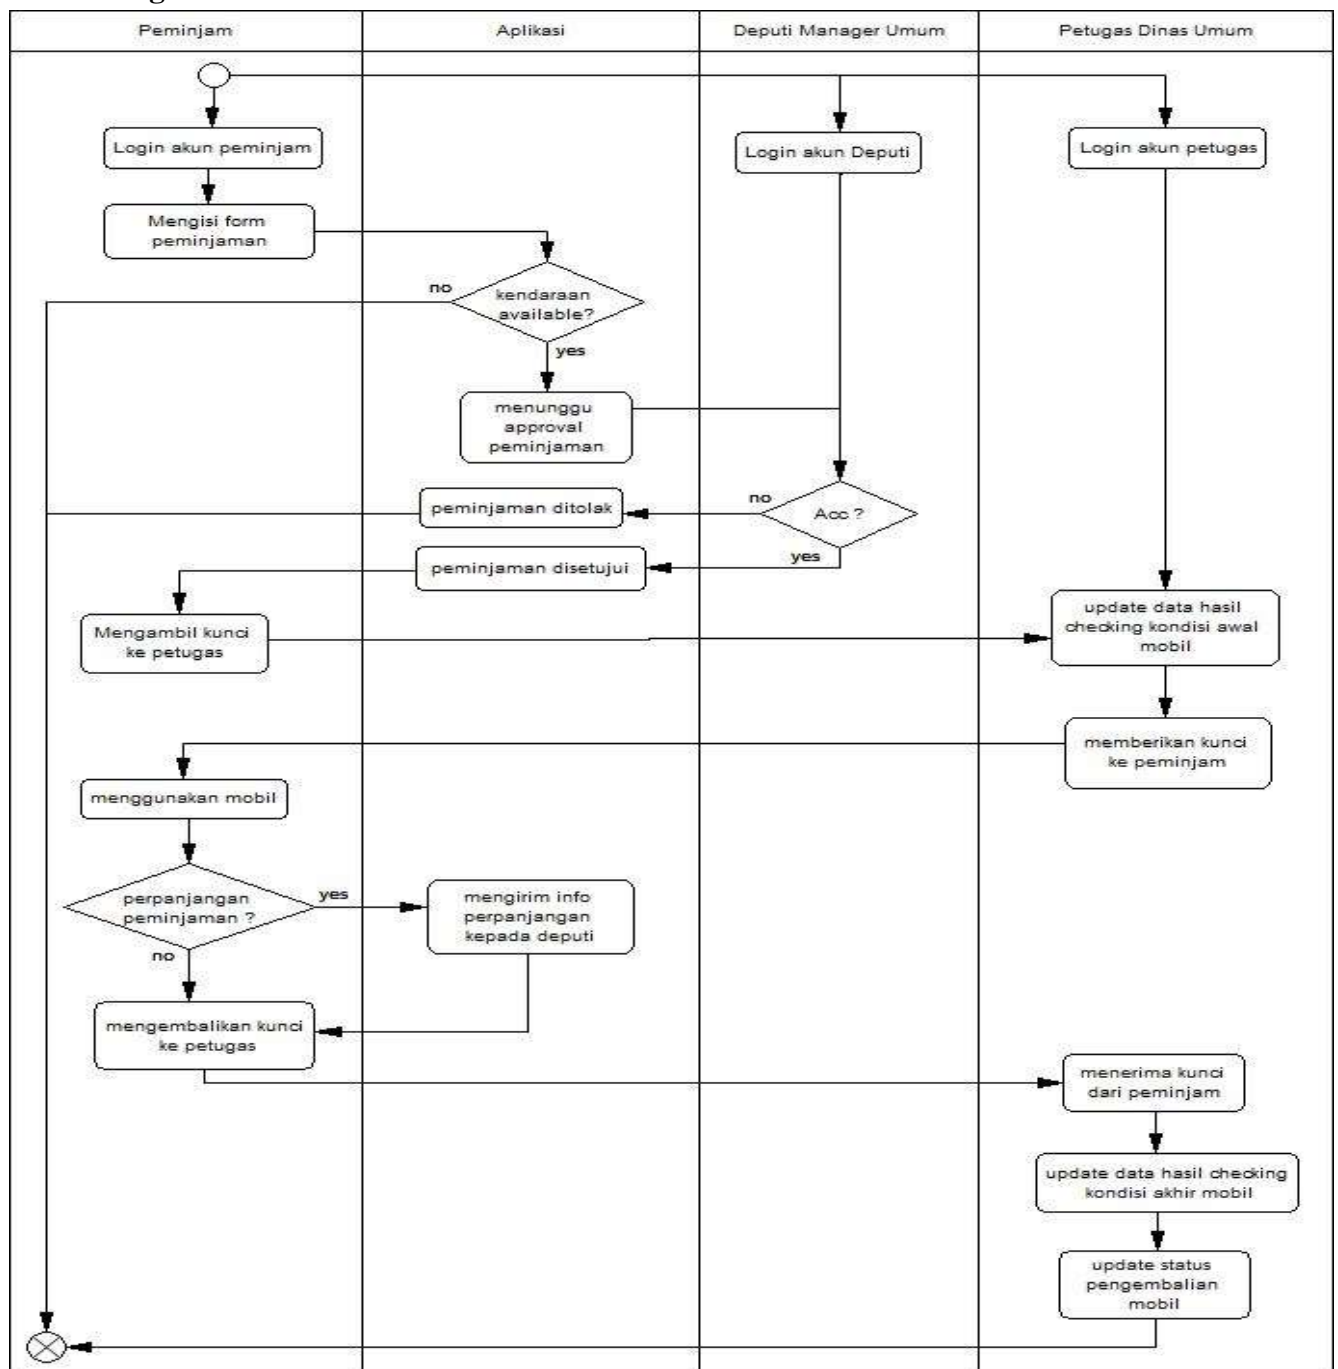 Peminjam
Aplikasi
Deputi Manager Umum
Petugas Dinas Umum
Login akun peminjam
Login akun Deputi
Login akun petugas
Mengisi form
peminjaman
no
kendaraan
available?
yes
menunggu
approval
peminjaman
no
Acc ?
peminjaman ditolak
yes
peminjaman disetujui
Mengambil kunci
ke petugas
update data hasil
checking kondisi awal
mobil
memberikan kunci
ke peminjam
menggunakan mobil
perpanjangan
peminjaman ?
yes
mengirim info
perpanjangan
kepada deputi
no
mengembalikan kunci
ke petugas
menerima kunci
dari peminjam
update data hasil checking
kondisi akhir mobil
update status
pengembalian
mobil